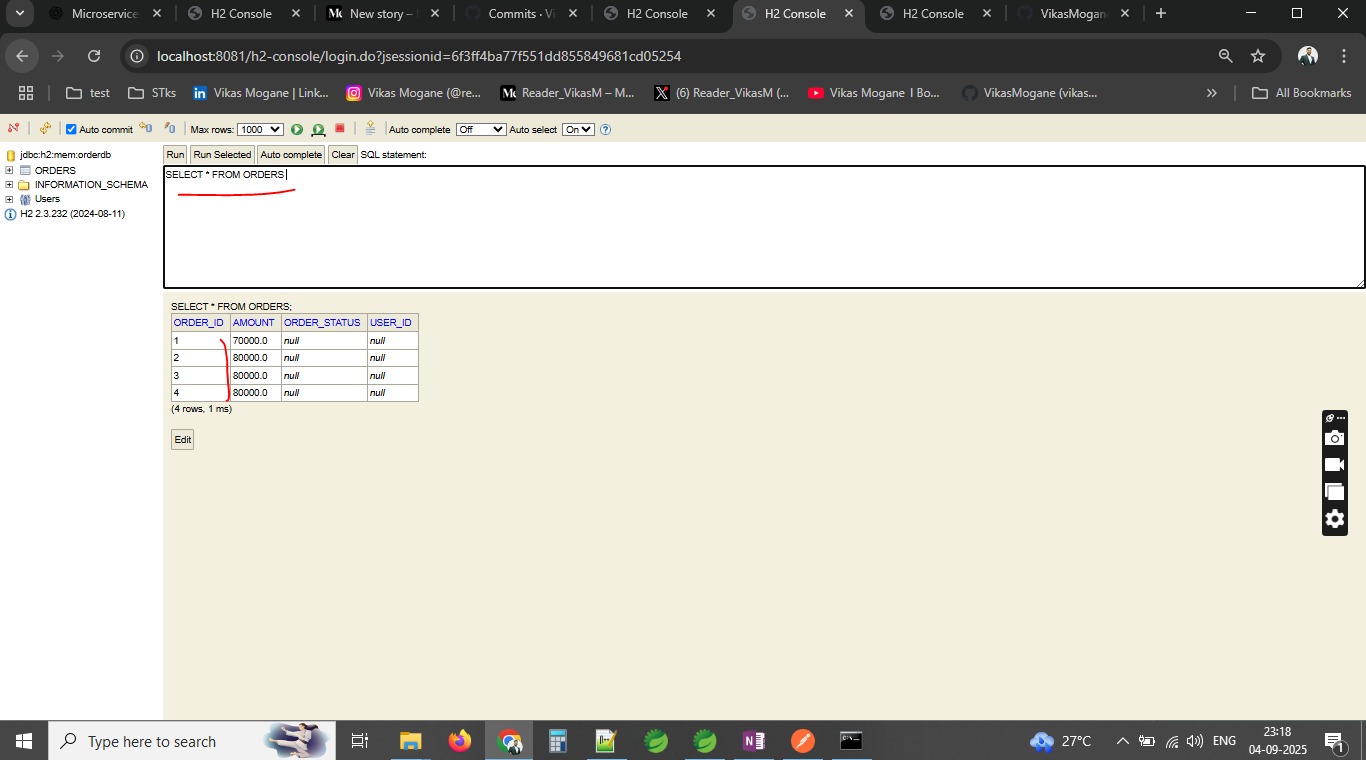 Microservice
H2 Console
New story –
Commits · Vi
H2 Console
H2 Console
H2 Console
VikasMogan
localhost:8081/h2-console/login.do?jsessionid=6f3ff4ba77f551dd855849681cd05254
test
STks
Vikas Mogane | Link...
Vikas Mogane (@re...
Reader_VikasM – M...
(6) Reader_VikasM (...
Vikas Mogane I Bo...
VikasMogane (vikas...
»
All Bookmarks
Auto commit
Max rows: 1000
Auto complete Off
Auto select On
jdbc:h2:mem:orderdb
ORDERS
INFORMATION_SCHEMA
Users
H2 2.3.232 (2024-08-11)
Run Run Selected Auto complete Clear SQL statement:
SELECT * FROM ORDERS
SELECT * FROM ORDERS;
ORDER_ID AMOUNT ORDER_STATUS USER_ID
1 70000.0 null null
2 80000.0 null null
3 80000.0 null null
4 80000.0 null null
(4 rows, 1 ms)
Edit
Type here to search
27°C
ENG
23:18
04-09-2025
1